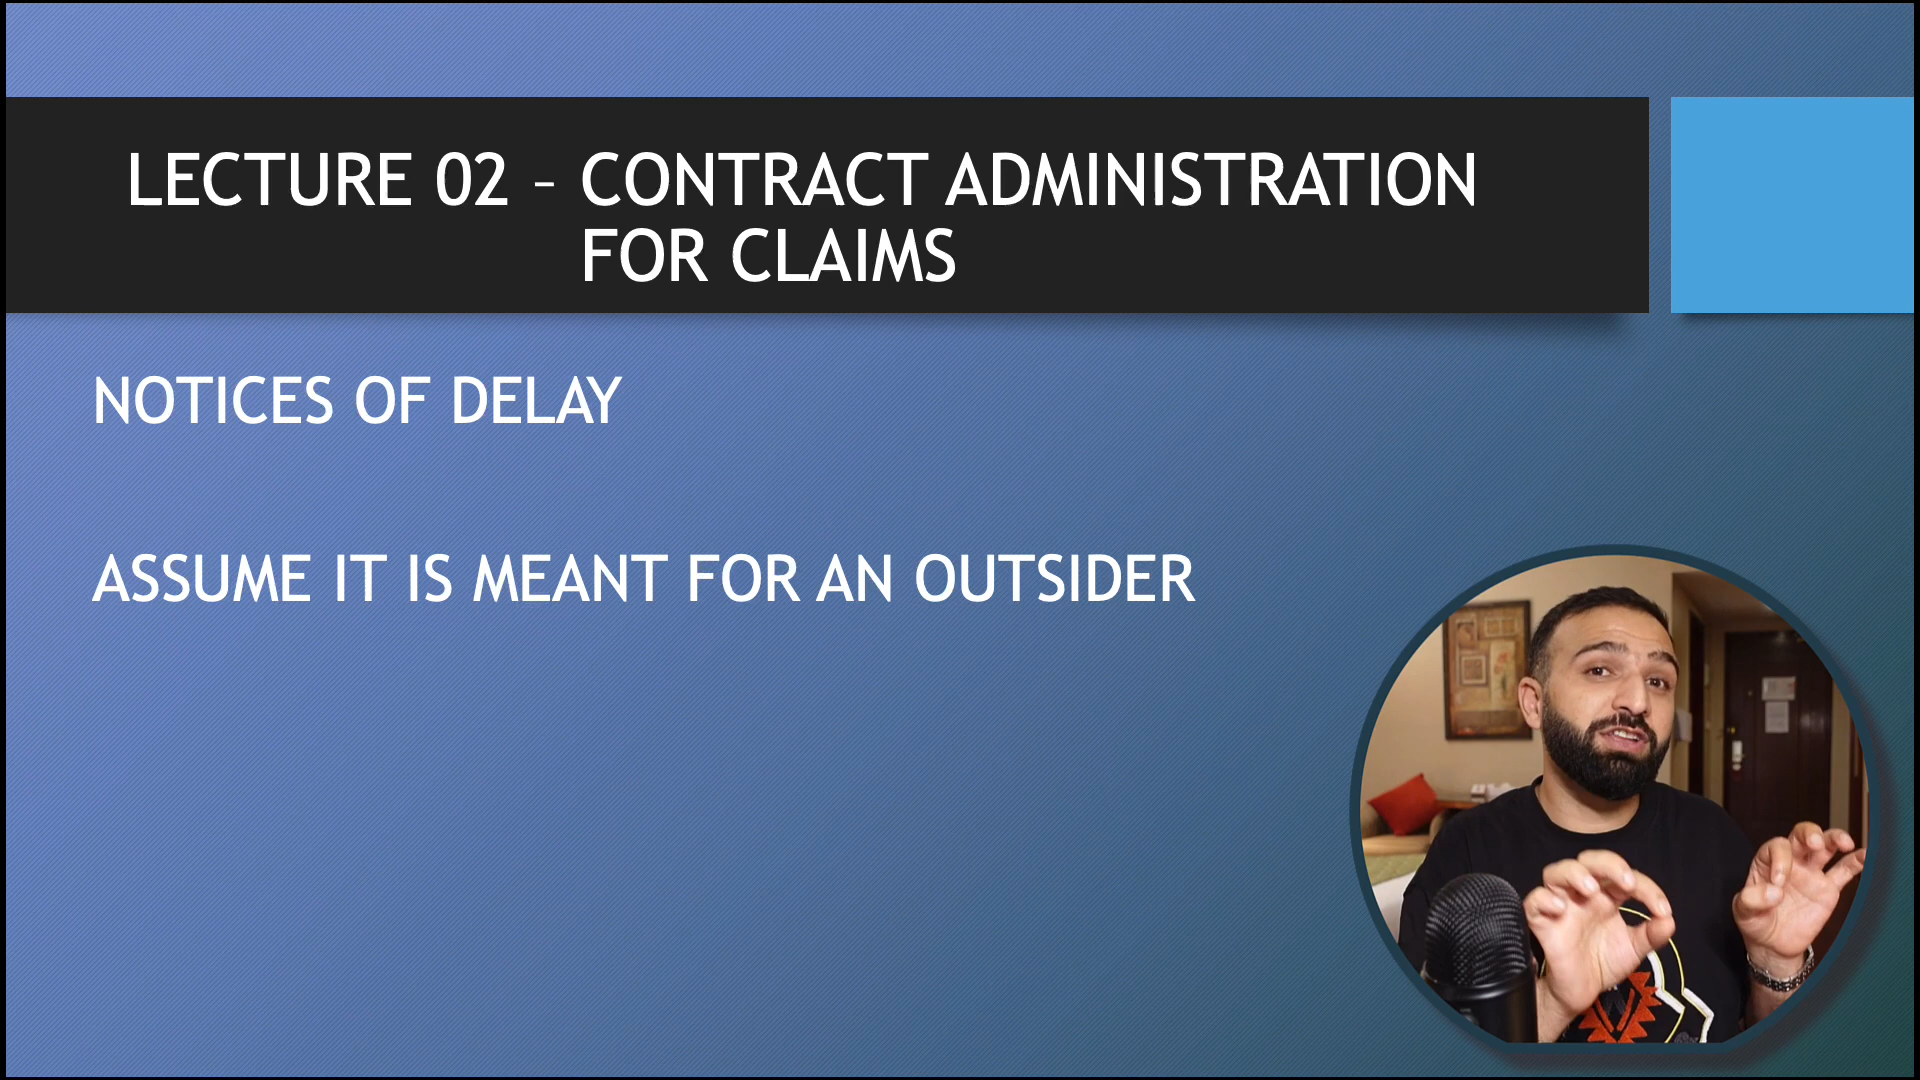 LECTURE 02 – CONTRACT ADMINISTRATION
FOR CLAIMS
NOTICES OF DELAY
ASSUME IT IS MEANT FOR AN OUTSIDER